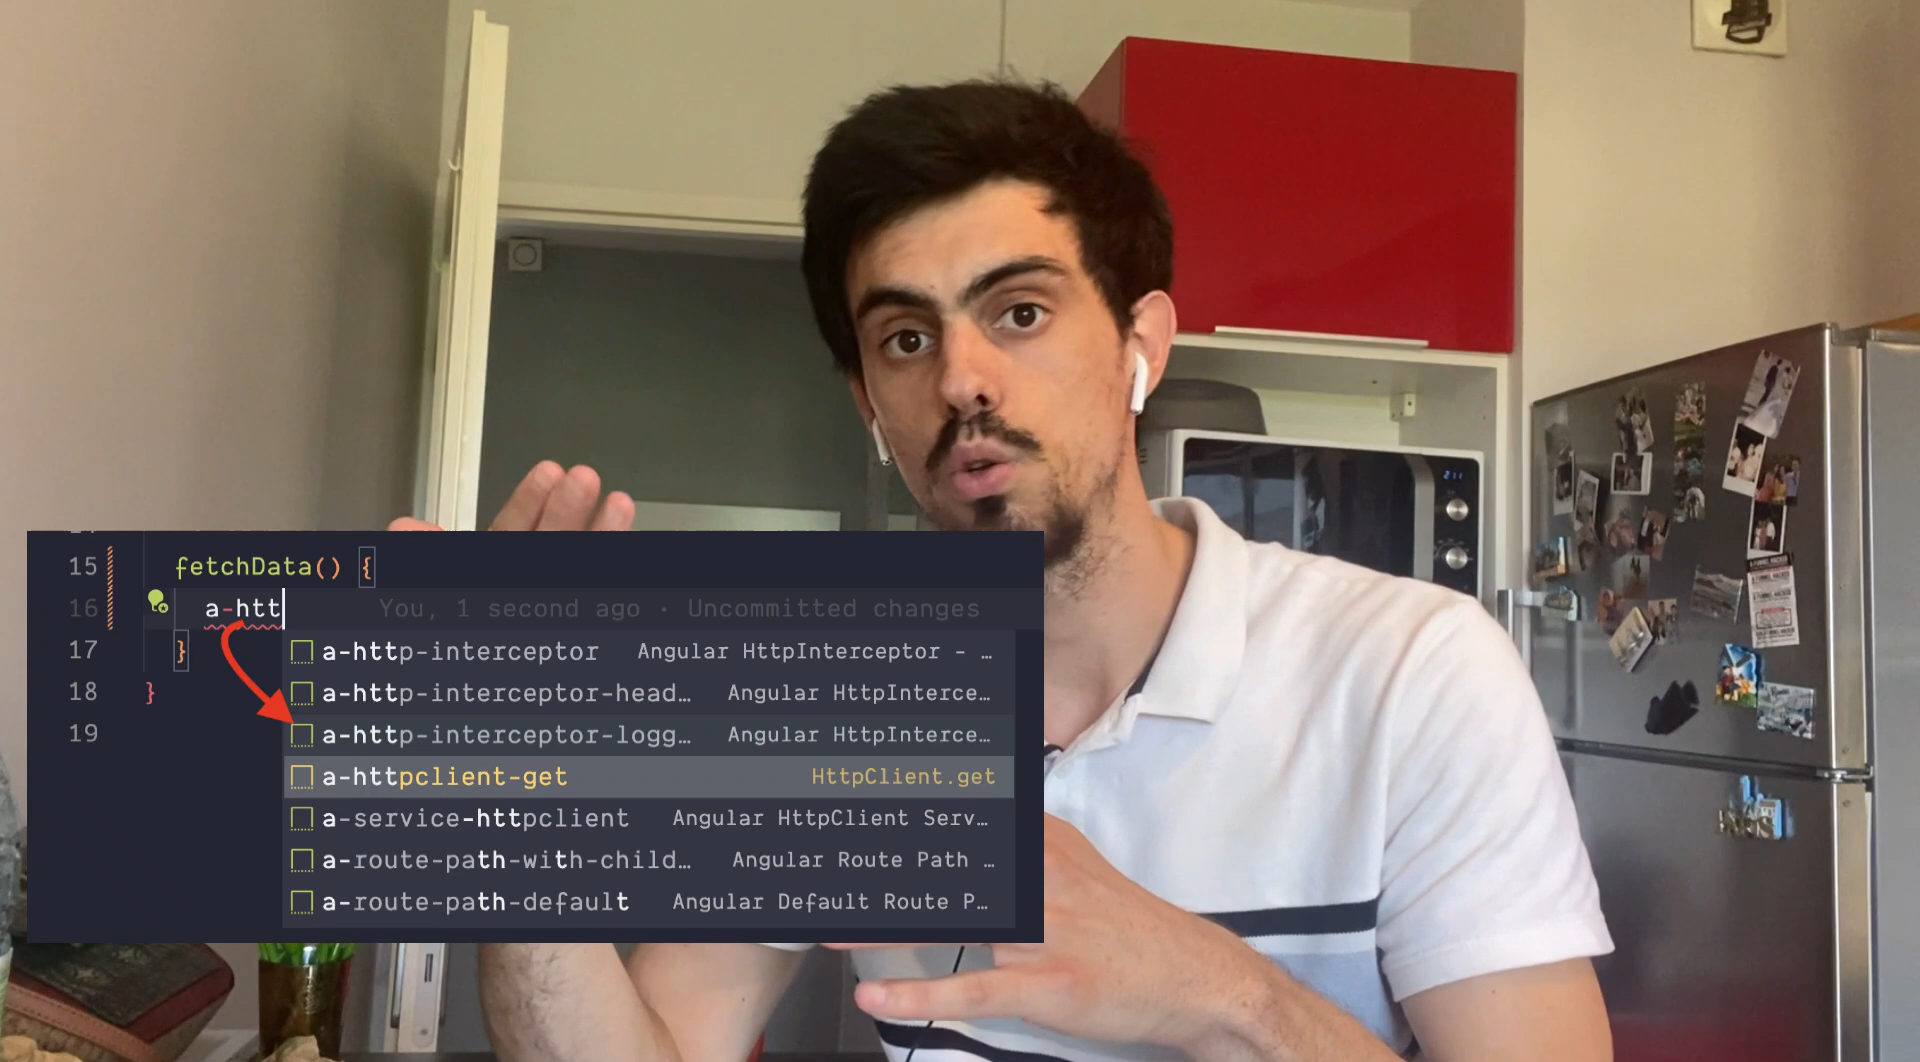 15 fetchData() {
16 a-htt You, 1 second ago · Uncommitted changes
a-http-interceptor Angular HttpInterceptor - …
a-http-interceptor-head… Angular HttpInterce…
a-http-interceptor-logg… Angular HttpInterce…
a-httpclient-get HttpClient.get
a-service-httpclient Angular HttpClient Serv…
a-route-path-with-child… Angular Route Path …
a-route-path-default Angular Default Route P…
17 }
18 }
19
211